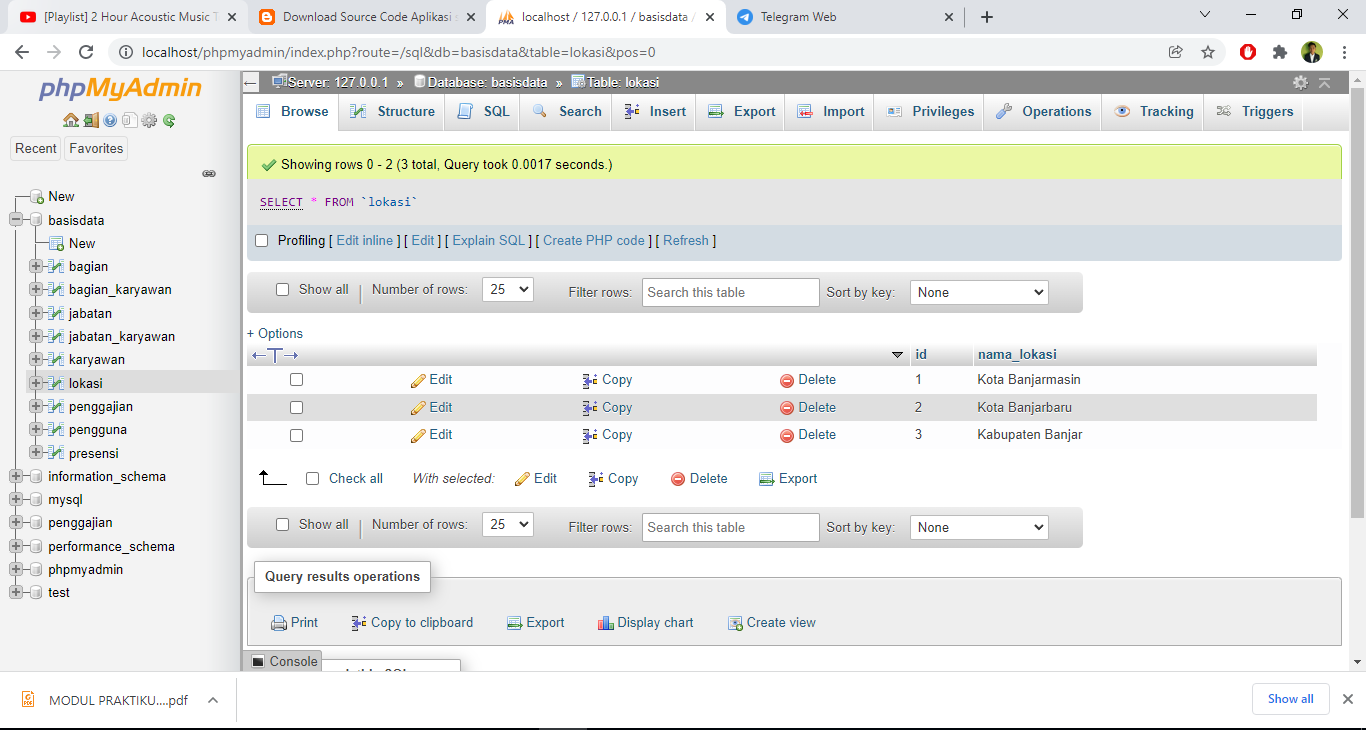 [Playlist] 2 Hour Acoustic Music T
Download Source Code Aplikasi s
localhost / 127.0.0.1 / basisdata /
Telegram Web
localhost/phpmyadmin/index.php?route=/sql&db=basisdata&table=lokasi&pos=0
phpMyAdmin
Recent Favorites
New
basisdata
New
bagian
bagian_karyawan
jabatan
jabatan_karyawan
karyawan
lokasi
penggajian
pengguna
presensi
information_schema
mysql
penggajian
performance_schema
phpmyadmin
test
Server: 127.0.0.1 » Database: basisdata » Table: lokasi
Browse Structure SQL Search Insert Export Import Privileges Operations Tracking Triggers
Showing rows 0 - 2 (3 total, Query took 0.0017 seconds.)
SELECT * FROM `lokasi`
Profiling [ Edit inline ] [ Edit ] [ Explain SQL ] [ Create PHP code ] [ Refresh ]
Show all Number of rows: 25 Filter rows: Search this table Sort by key: None
+ Options
id nama_lokasi
Edit Copy Delete 1 Kota Banjarmasin
Edit Copy Delete 2 Kota Banjarbaru
Edit Copy Delete 3 Kabupaten Banjar
Check all With selected: Edit Copy Delete Export
Show all Number of rows: 25 Filter rows: Search this table Sort by key: None
Query results operations
Print Copy to clipboard Export Display chart Create view
Console
MODUL PRAKTIKU....pdf
Show all